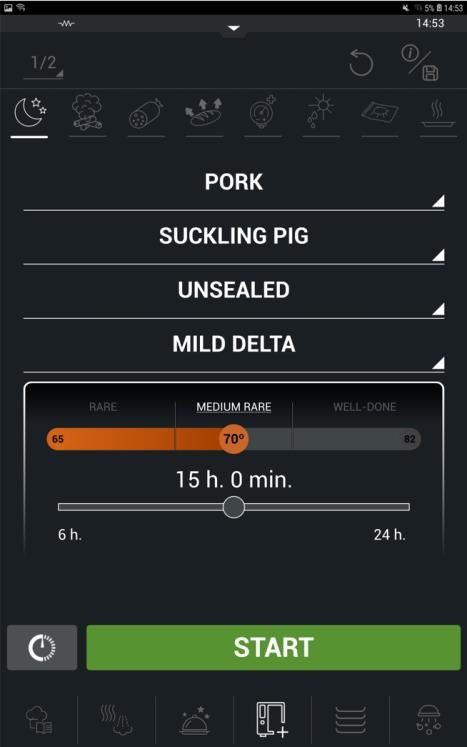 5% 14:53
14:53
1/2
PORK
SUCKLING PIG
UNSEALED
MILD DELTA
RARE MEDIUM RARE WELL-DONE
65 70° 82
15 h. 0 min.
6 h. 24 h.
START